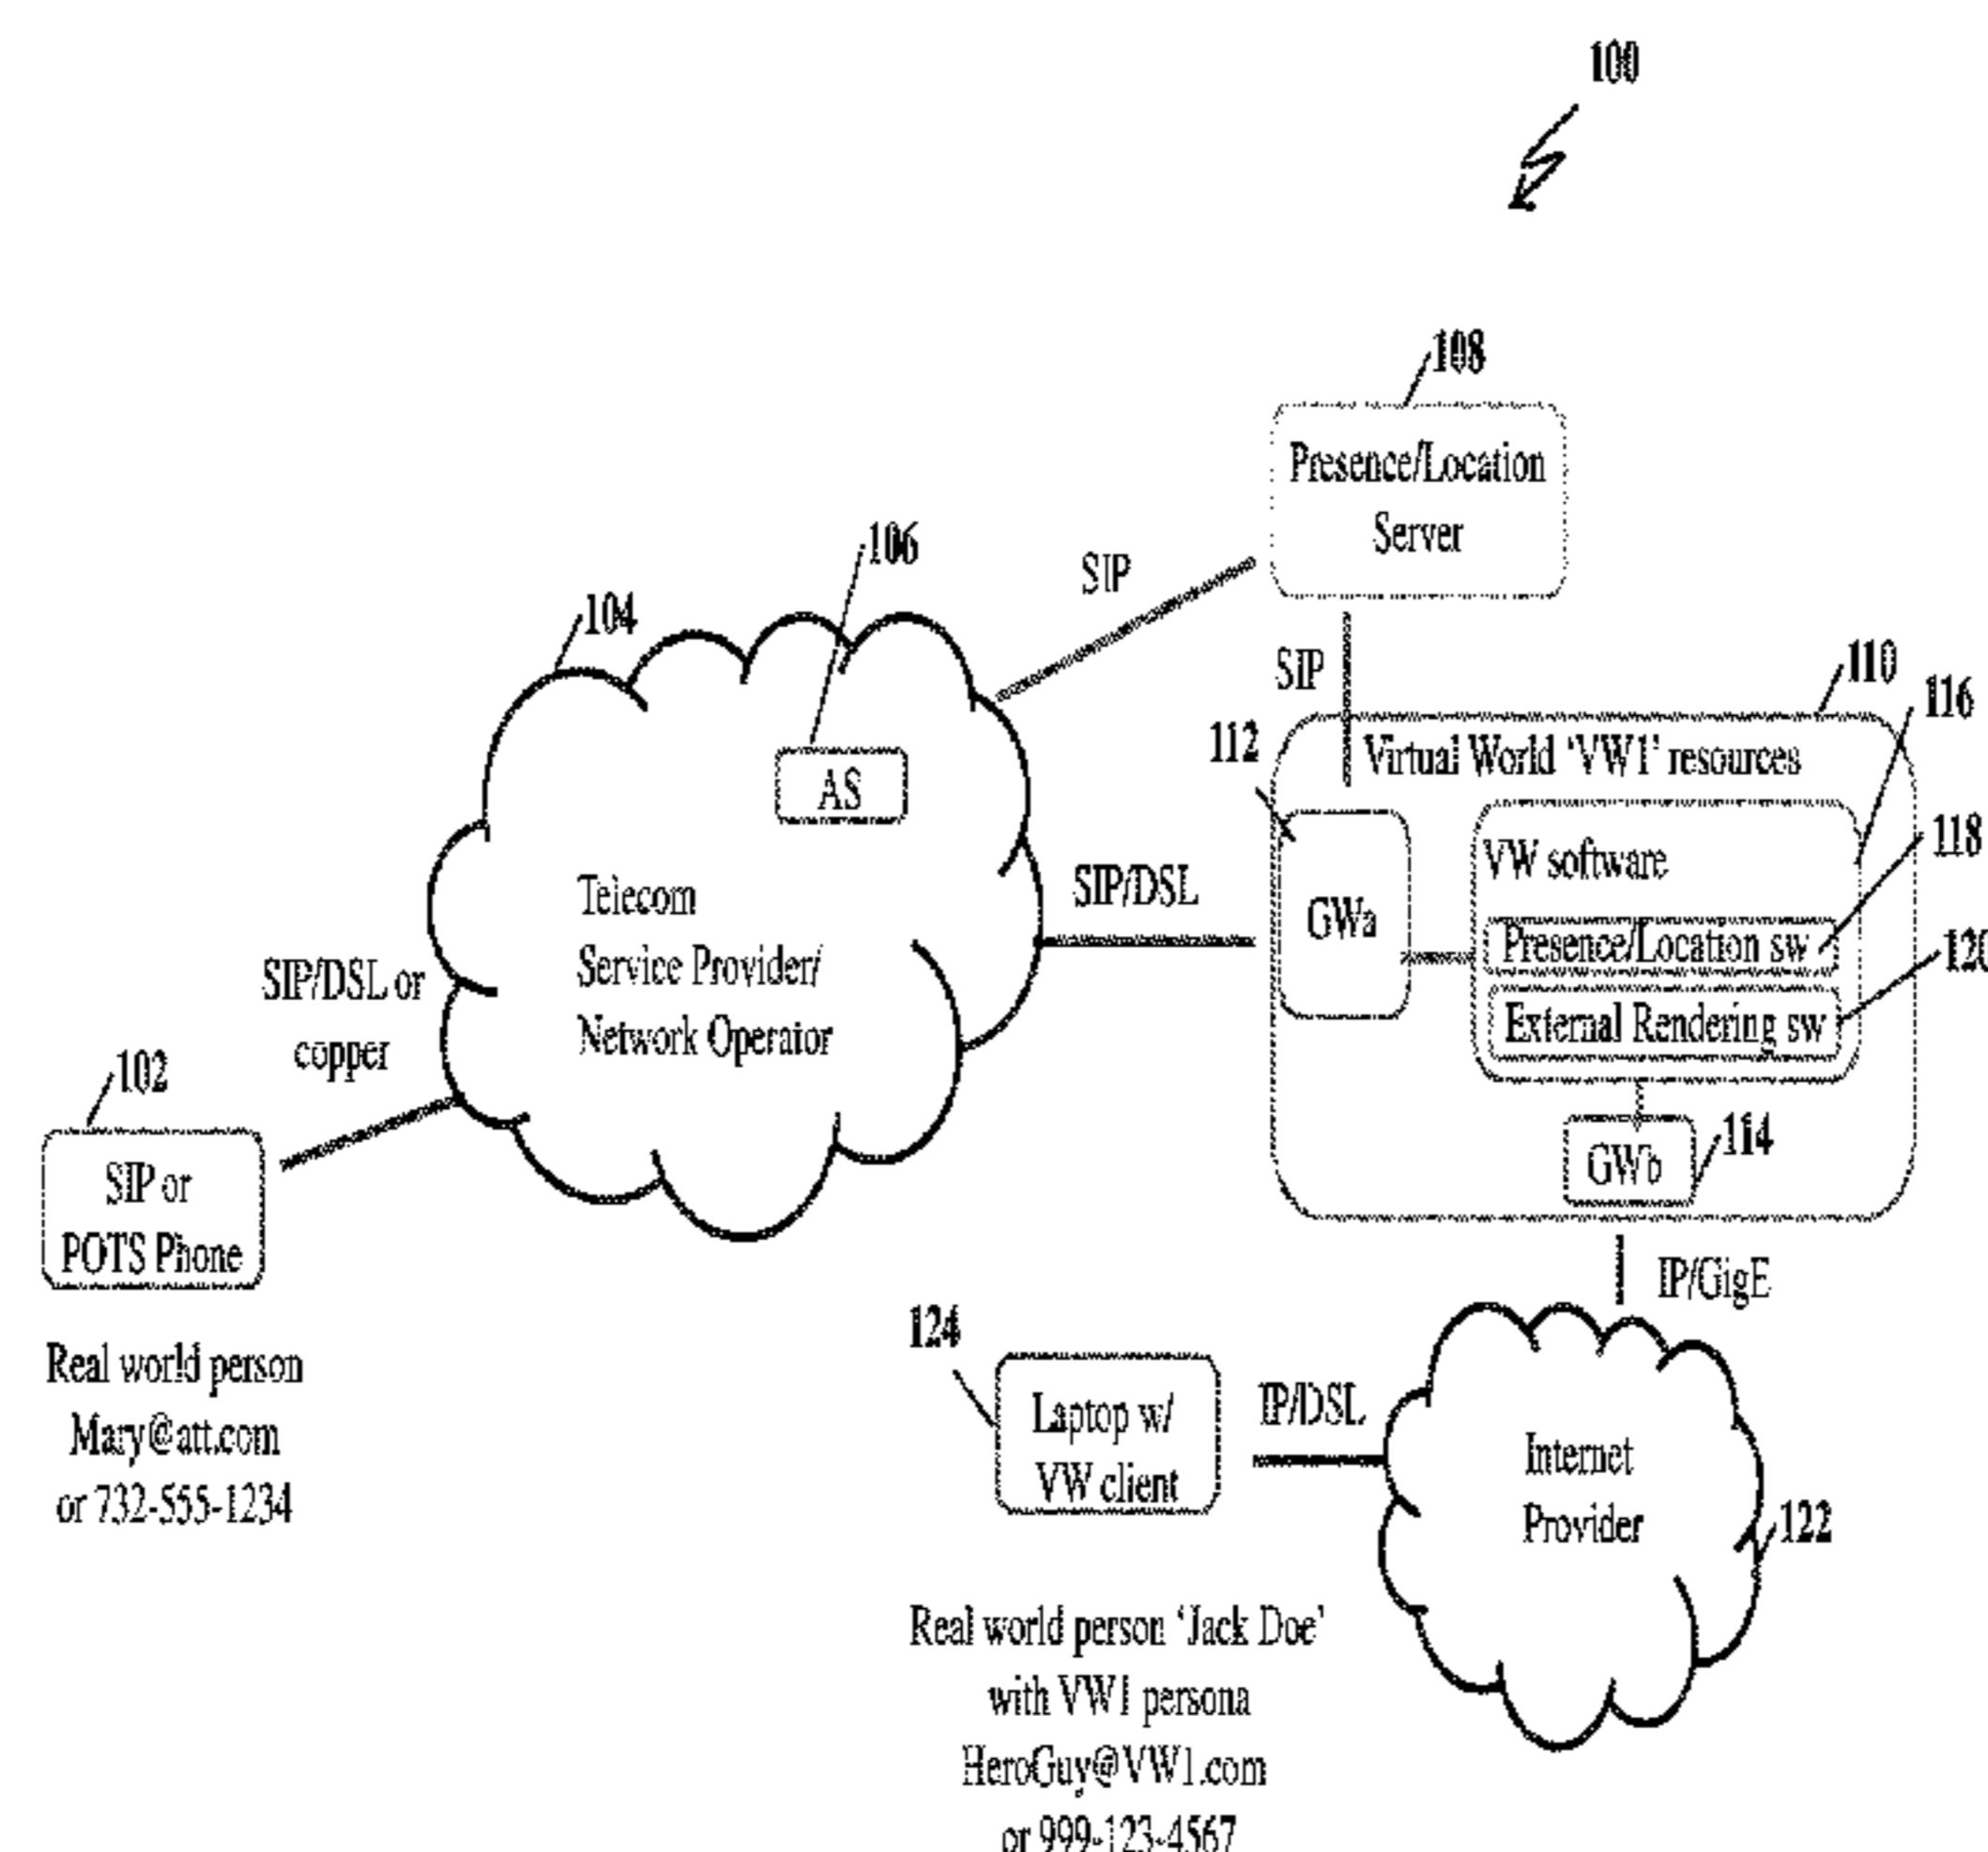 100
108
Presence/Location
Server
106
SIP
104
SIP
110
116
112
Virtual World ‘VW1’ resources
AS
VW software
118
SIP/DSL
Telecom
Service Provider/
Network Operator
GWa
Presence/Location sw
120
External Rendering sw
SIP/DSL or
copper
102
SIP or
POTS Phone
GWb
114
IP/GigE
Real world person
Mary@att.com
or 732-555-1234
124
Laptop w/
VW client
IP/DSL
Internet
Provider
122
Real world person ‘Jack Doe’
with VW1 persona
HeroGuy@VW1.com
or 999-123-4567